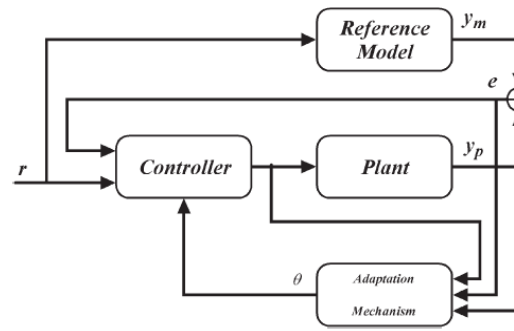 Reference
Model
y_m
e
r
Controller
Plant
y_p
θ
Adaptation
Mechanism